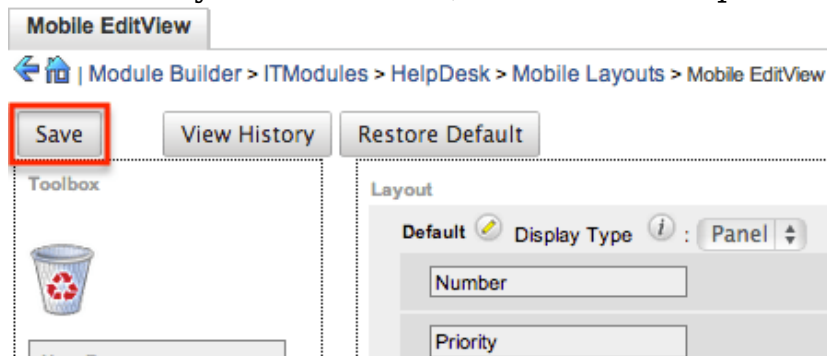 Mobile EditView
| Module Builder > ITModules > HelpDesk > Mobile Layouts > Mobile EditView
Save View History Restore Default
Toolbox
Layout
Default Display Type i : Panel
Number
Priority